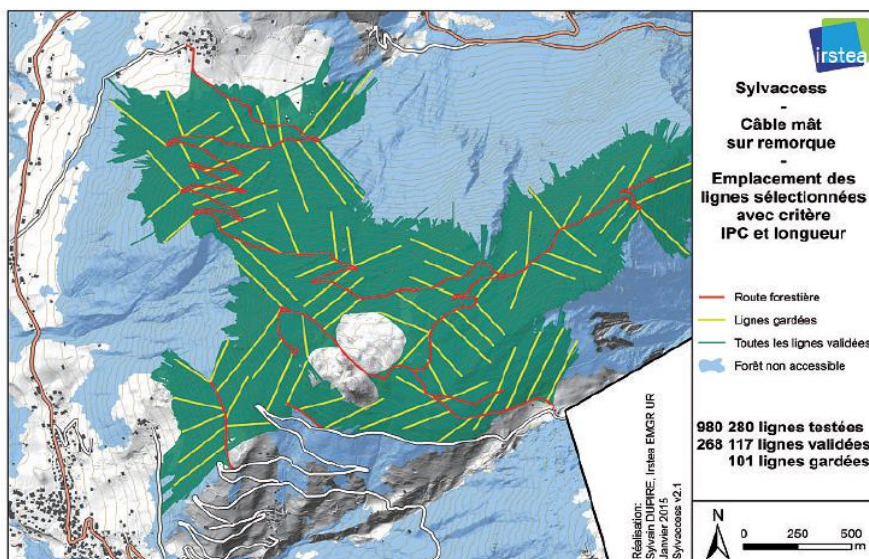 irstea
Sylvaccess
-
Câble mât
sur remorque
-
Emplacement des
lignes sélectionnées
avec critère
IPC et longueur
Route forestière
Lignes gardées
Toutes les lignes validées
Forêt non accessible
980 280 lignes testées
268 117 lignes validées
101 lignes gardées
N
0 250 500
m
Réalisation:
Sylvain DUPIRE, Irstea EMGR UR
Janvier 2015
Sylvaccess v2.1